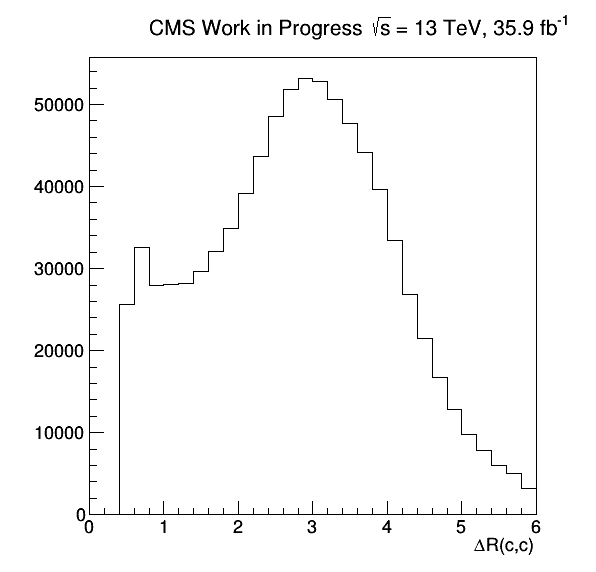 CMS Work in Progress √s = 13 TeV, 35.9 fb⁻¹
50000
40000
30000
20000
10000
0
0 1 2 3 4 5 6
ΔR(c,c)